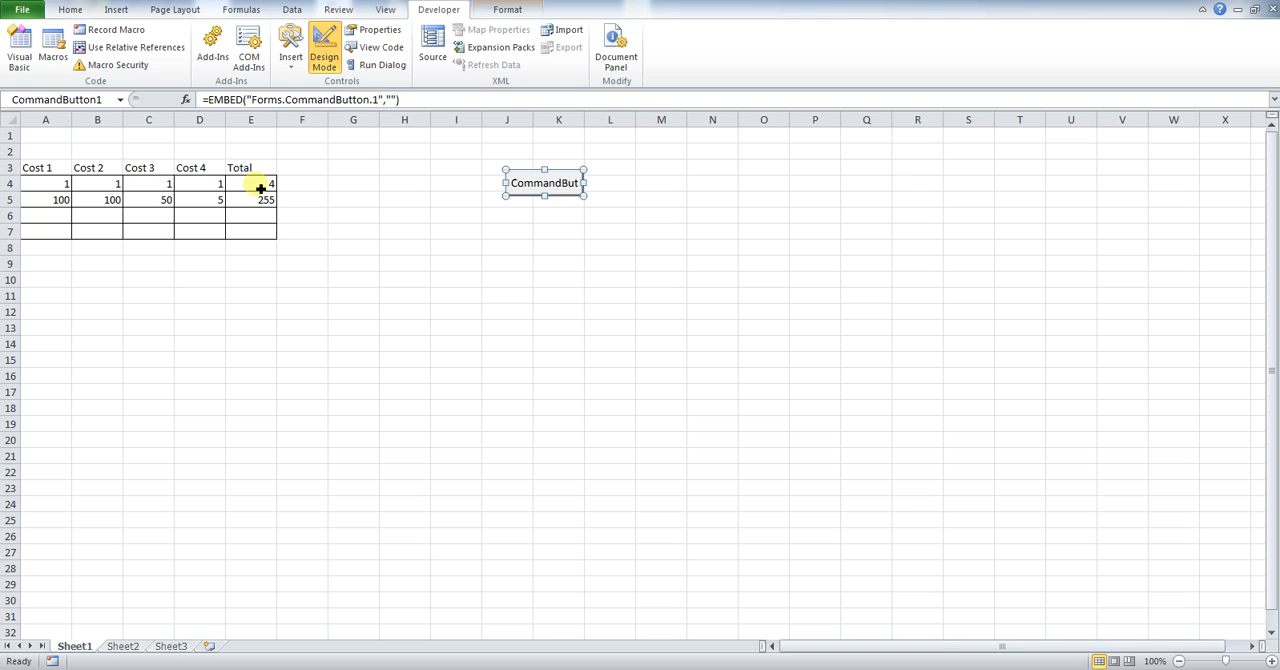 File Home Insert Page Layout Formulas Data Review View Developer Format
Visual Basic
Macros
Record Macro
Use Relative References
Macro Security
Code
Add-Ins
COM Add-Ins
Add-Ins
Insert
Design Mode
Properties
View Code
Run Dialog
Controls
Source
Map Properties
Expansion Packs
Refresh Data
Import
Export
XML
Document Panel
Modify
CommandButton1 fx =EMBED("Forms.CommandButton.1","")
A B C D E F G H I J K L M N O P Q R S T U V W X
1
2
3 Cost 1 Cost 2 Cost 3 Cost 4 Total
4 1 1 1 1 4 CommandBut
5 100 100 50 5 255
6
7
8
9
10
11
12
13
14
15
16
17
18
19
20
21
22
23
24
25
26
27
28
29
30
31
32
Sheet1 Sheet2 Sheet3
Ready 100%